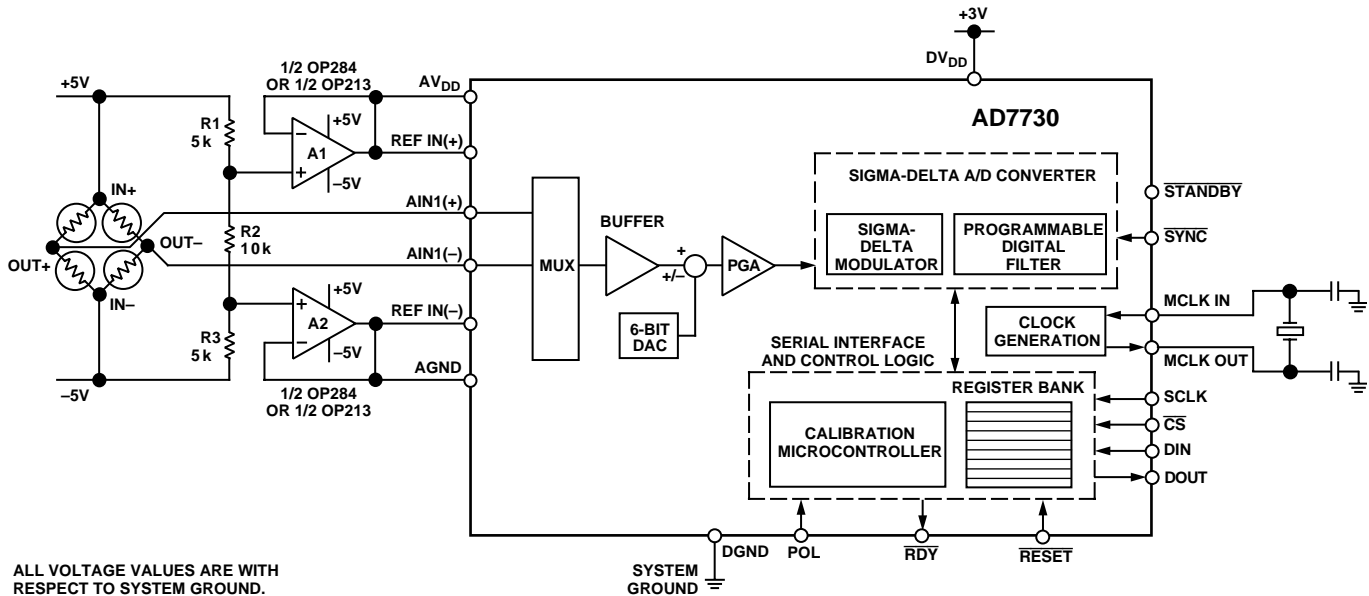 +3V
DVDD
1/2 OP284
OR 1/2 OP213
AVDD
+5V
AD7730
R1
5k
–
+5V
A1
+
–5V
REF IN(+)
SIGMA-DELTA A/D CONVERTER
STANDBY
IN+
AIN1(+)
BUFFER
SIGMA-
DELTA
MODULATOR
PROGRAMMABLE
DIGITAL
FILTER
SYNC
R2
10k
OUT–
OUT+
AIN1(–)
MUX
+
+/–
PGA
IN–
+
+5V
A2
–
–5V
REF IN(–)
6-BIT
DAC
MCLK IN
CLOCK
GENERATION
MCLK OUT
R3
5k
SERIAL INTERFACE
AND CONTROL LOGIC
AGND
–5V
1/2 OP284
OR 1/2 OP213
REGISTER BANK
SCLK
CS
CALIBRATION
MICROCONTROLLER
DIN
DOUT
DGND
POL
RDY
RESET
SYSTEM
GROUND
ALL VOLTAGE VALUES ARE WITH
RESPECT TO SYSTEM GROUND.